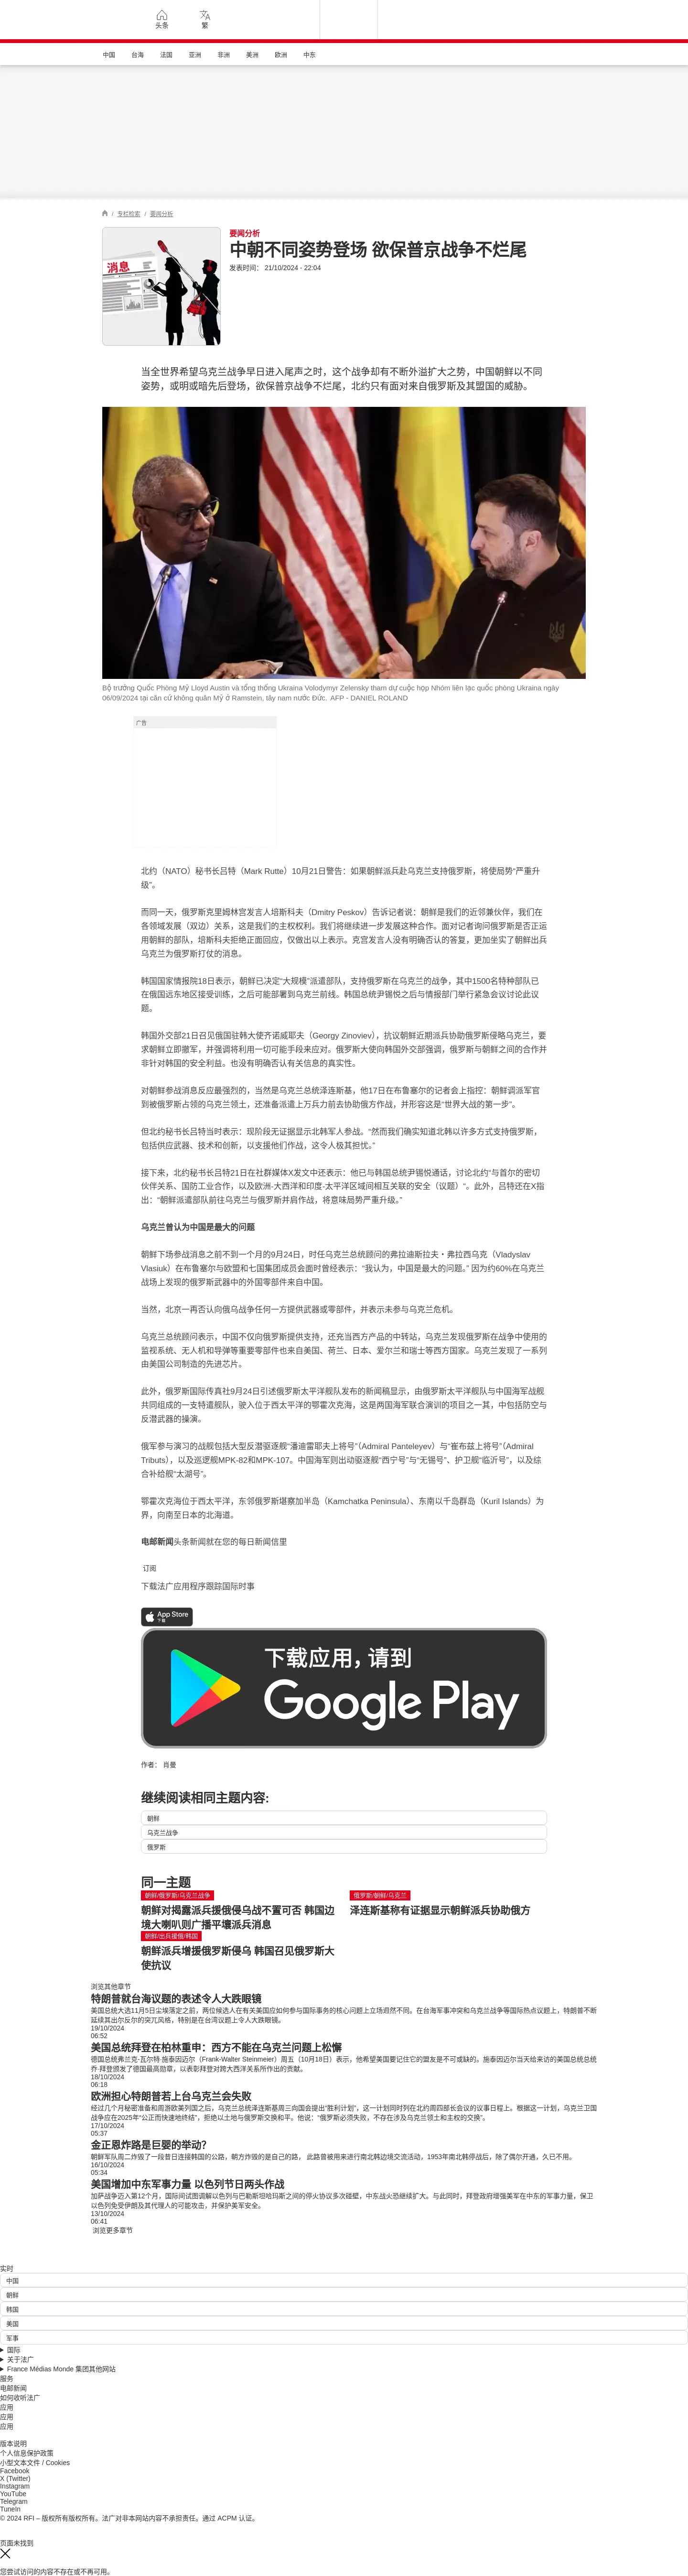 头条
繁
中国
台海
法国
亚洲
非洲
美洲
欧洲
中东
/ 专栏检索 / 要闻分析
消息
要闻分析
中朝不同姿势登场 欲保普京战争不烂尾
发表时间： 21/10/2024 - 22:04
当全世界希望乌克兰战争早日进入尾声之时，这个战争却有不断外溢扩大之势，中国朝鲜以不同
姿势，或明或暗先后登场，欲保普京战争不烂尾，北约只有面对来自俄罗斯及其盟国的威胁。
Bộ trưởng Quốc Phòng Mỹ Lloyd Austin và tổng thống Ukraina Volodymyr Zelensky tham dự cuộc họp Nhóm liên lạc quốc phòng Ukraina ngày
06/09/2024 tại căn cứ không quân Mỹ ở Ramstein, tây nam nước Đức. AFP - DANIEL ROLAND
广告
北约（NATO）秘书长吕特（Mark Rutte）10月21日警告：如果朝鲜派兵赴乌克兰支持俄罗斯，将使局势“严重升
级”。
而同一天，俄罗斯克里姆林宫发言人培斯科夫（Dmitry Peskov）告诉记者说：朝鲜是我们的近邻兼伙伴，我们在
各领域发展（双边）关系，这是我们的主权权利。我们将继续进一步发展这种合作。面对记者询问俄罗斯是否正运
用朝鲜的部队，培斯科夫拒绝正面回应，仅做出以上表示。克宫发言人没有明确否认的答复，更加坐实了朝鲜出兵
乌克兰为俄罗斯打仗的消息。
韩国国家情报院18日表示，朝鲜已决定“大规模”派遣部队，支持俄罗斯在乌克兰的战争，其中1500名特种部队已
在俄国远东地区接受训练，之后可能部署到乌克兰前线。韩国总统尹锡悦之后与情报部门举行紧急会议讨论此议
题。
韩国外交部21日召见俄国驻韩大使齐诺威耶夫（Georgy Zinoviev），抗议朝鲜近期派兵协助俄罗斯侵略乌克兰，要
求朝鲜立即撤军，并强调将利用一切可能手段来应对。俄罗斯大使向韩国外交部强调，俄罗斯与朝鲜之间的合作并
非针对韩国的安全利益。也没有明确否认有关信息的真实性。
对朝鲜参战消息反应最强烈的，当然是乌克兰总统泽连斯基，他17日在布鲁塞尔的记者会上指控：朝鲜调派军官
到被俄罗斯占领的乌克兰领土，还准备派遣上万兵力前去协助俄方作战，并形容这是“世界大战的第一步”。
但北约秘书长吕特当时表示：现阶段无证据显示北韩军人参战。“然而我们确实知道北韩以许多方式支持俄罗斯，
包括供应武器、技术和创新，以支援他们作战，这令人极其担忧。”
接下来，北约秘书长吕特21日在社群媒体X发文中还表示：他已与韩国总统尹锡悦通话，讨论北约“与首尔的密切
伙伴关系、国防工业合作，以及欧洲-大西洋和印度-太平洋区域间相互关联的安全（议题）“。此外，吕特还在X指
出：“朝鲜派遣部队前往乌克兰与俄罗斯并肩作战，将意味局势严重升级。”
乌克兰曾认为中国是最大的问题
朝鲜下场参战消息之前不到一个月的9月24日，时任乌克兰总统顾问的弗拉迪斯拉夫・弗拉西乌克（Vladyslav
Vlasiuk）在布鲁塞尔与欧盟和七国集团成员会面时曾经表示：“我认为，中国是最大的问题。” 因为约60%在乌克兰
战场上发现的俄罗斯武器中的外国零部件来自中国。
当然，北京一再否认向俄乌战争任何一方提供武器或零部件，并表示未参与乌克兰危机。
乌克兰总统顾问表示，中国不仅向俄罗斯提供支持，还充当西方产品的中转站，乌克兰发现俄罗斯在战争中使用的
监视系统、无人机和导弹等重要零部件也来自美国、荷兰、日本、爱尔兰和瑞士等西方国家。乌克兰发现了一系列
由美国公司制造的先进芯片。
此外，俄罗斯国际传真社9月24日引述俄罗斯太平洋舰队发布的新闻稿显示，由俄罗斯太平洋舰队与中国海军战舰
共同组成的一支特遣舰队，驶入位于西太平洋的鄂霍次克海，这是两国海军联合演训的项目之一其，中包括防空与
反潜武器的操演。
俄军参与演习的战舰包括大型反潜驱逐舰“潘迪雷耶夫上将号”（Admiral Panteleyev）与“崔布兹上将号”（Admiral
Tributs），以及巡逻舰MPK-82和MPK-107。中国海军则出动驱逐舰“西宁号”与“无锡号”、护卫舰“临沂号”，以及综
合补给舰“太湖号”。
鄂霍次克海位于西太平洋，东邻俄罗斯堪察加半岛（Kamchatka Peninsula）、东南以千岛群岛（Kuril Islands）为
界，向南至日本的北海道。
电邮新闻头条新闻就在您的每日新闻信里
订阅
下载法广应用程序跟踪国际时事
App Store
下载
下载应用，请到
Google Play
作者： 肖曼
继续阅读相同主题内容:
朝鲜
乌克兰战争
俄罗斯
同一主题
朝鲜/俄罗斯/乌克兰战争
朝鲜对揭露派兵援俄侵乌战不置可否 韩国边
境大喇叭则广播平壤派兵消息
俄罗斯/朝鲜/乌克兰
泽连斯基称有证据显示朝鲜派兵协助俄方
朝鲜/出兵援俄/韩国
朝鲜派兵增援俄罗斯侵乌 韩国召见俄罗斯大
使抗议
浏览其他章节
特朗普就台海议题的表述令人大跌眼镜
美国总统大选11月5日尘埃落定之前，两位候选人在有关美国应如何参与国际事务的核心问题上立场迥然不同。在台海军事冲突和乌克兰战争等国际热点议题上，特朗普不断
延续其出尔反尔的突兀风格，特别是在台湾议题上令人大跌眼镜。
19/10/2024
06:52
美国总统拜登在柏林重申：西方不能在乌克兰问题上松懈
德国总统弗兰克·瓦尔特·施泰因迈尔（Frank-Walter Steinmeier）周五（10月18日）表示，他希望美国要记住它的盟友是不可或缺的。施泰因迈尔当天给来访的美国总统总统
乔·拜登颁发了德国最高勋章，以表彰拜登对跨大西洋关系所作出的贡献。
18/10/2024
06:18
欧洲担心特朗普若上台乌克兰会失败
经过几个月秘密准备和周游欧美列国之后，乌克兰总统泽连斯基周三向国会提出“胜利计划”，这一计划同时列在北约周四部长会议的议事日程上。根据这一计划，乌克兰卫国
战争应在2025年“公正而快速地终结”，拒绝以土地与俄罗斯交换和平。他说：“俄罗斯必须失败，不存在涉及乌克兰领土和主权的交换”。
17/10/2024
05:37
金正恩炸路是巨婴的举动？
朝鲜军队周二炸毁了一段昔日连接韩国的公路，朝方炸毁的是自己的路， 此路曾被用来进行南北韩边境交流活动，1953年南北韩停战后，除了偶尔开通，久已不用。
16/10/2024
05:34
美国增加中东军事力量 以色列节日两头作战
加萨战争迈入第12个月，国际间试图调解以色列与巴勒斯坦哈玛斯之间的停火协议多次碰壁，中东战火恐继续扩大。与此同时，拜登政府增强美军在中东的军事力量，保卫
以色列免受伊朗及其代理人的可能攻击，并保护美军安全。
13/10/2024
06:41
浏览更多章节
实时
中国
朝鲜
韩国
美国
军事
国际
关于法广
France Médias Monde 集团其他网站
服务
电邮新闻
如何收听法广
应用
应用
应用
版本说明
个人信息保护政策
小型文本文件 / Cookies
Facebook
X (Twitter)
Instagram
YouTube
Telegram
TuneIn
© 2024 RFI – 版权所有版权所有。法广对非本网站内容不承担责任。通过 ACPM 认证。
页面未找到
您尝试访问的内容不存在或不再可用。